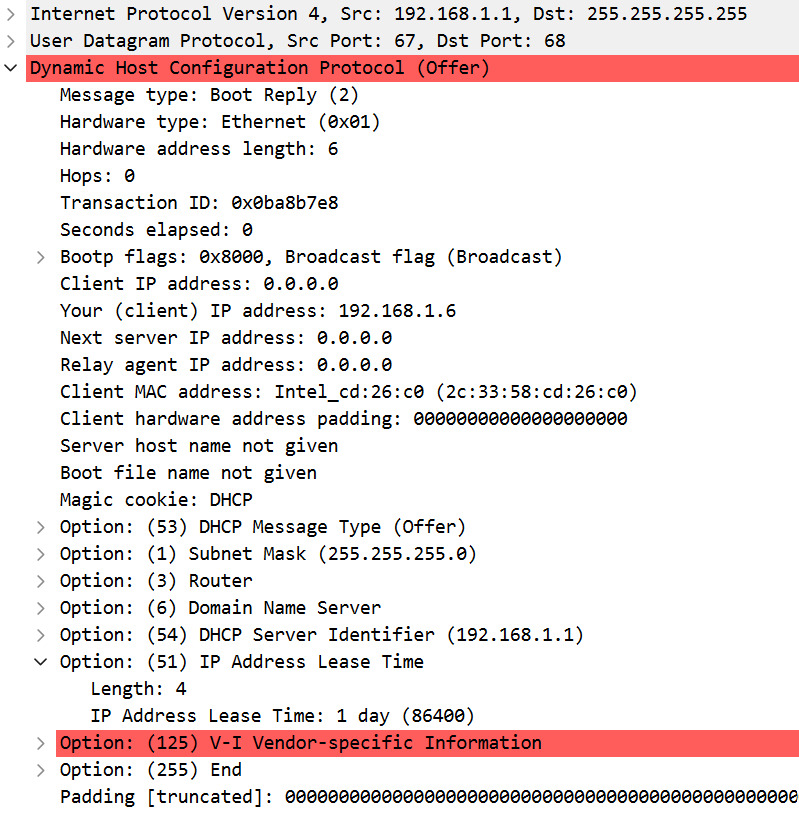 Internet Protocol Version 4, Src: 192.168.1.1, Dst: 255.255.255.255
User Datagram Protocol, Src Port: 67, Dst Port: 68
Dynamic Host Configuration Protocol (Offer)
Message type: Boot Reply (2)
Hardware type: Ethernet (0x01)
Hardware address length: 6
Hops: 0
Transaction ID: 0x0ba8b7e8
Seconds elapsed: 0
Bootp flags: 0x8000, Broadcast flag (Broadcast)
Client IP address: 0.0.0.0
Your (client) IP address: 192.168.1.6
Next server IP address: 0.0.0.0
Relay agent IP address: 0.0.0.0
Client MAC address: Intel_cd:26:c0 (2c:33:58:cd:26:c0)
Client hardware address padding: 00000000000000000000
Server host name not given
Boot file name not given
Magic cookie: DHCP
Option: (53) DHCP Message Type (Offer)
Option: (1) Subnet Mask (255.255.255.0)
Option: (3) Router
Option: (6) Domain Name Server
Option: (54) DHCP Server Identifier (192.168.1.1)
Option: (51) IP Address Lease Time
Length: 4
IP Address Lease Time: 1 day (86400)
Option: (125) V-I Vendor-specific Information
Option: (255) End
Padding [truncated]: 000000000000000000000000000000000000000000000000